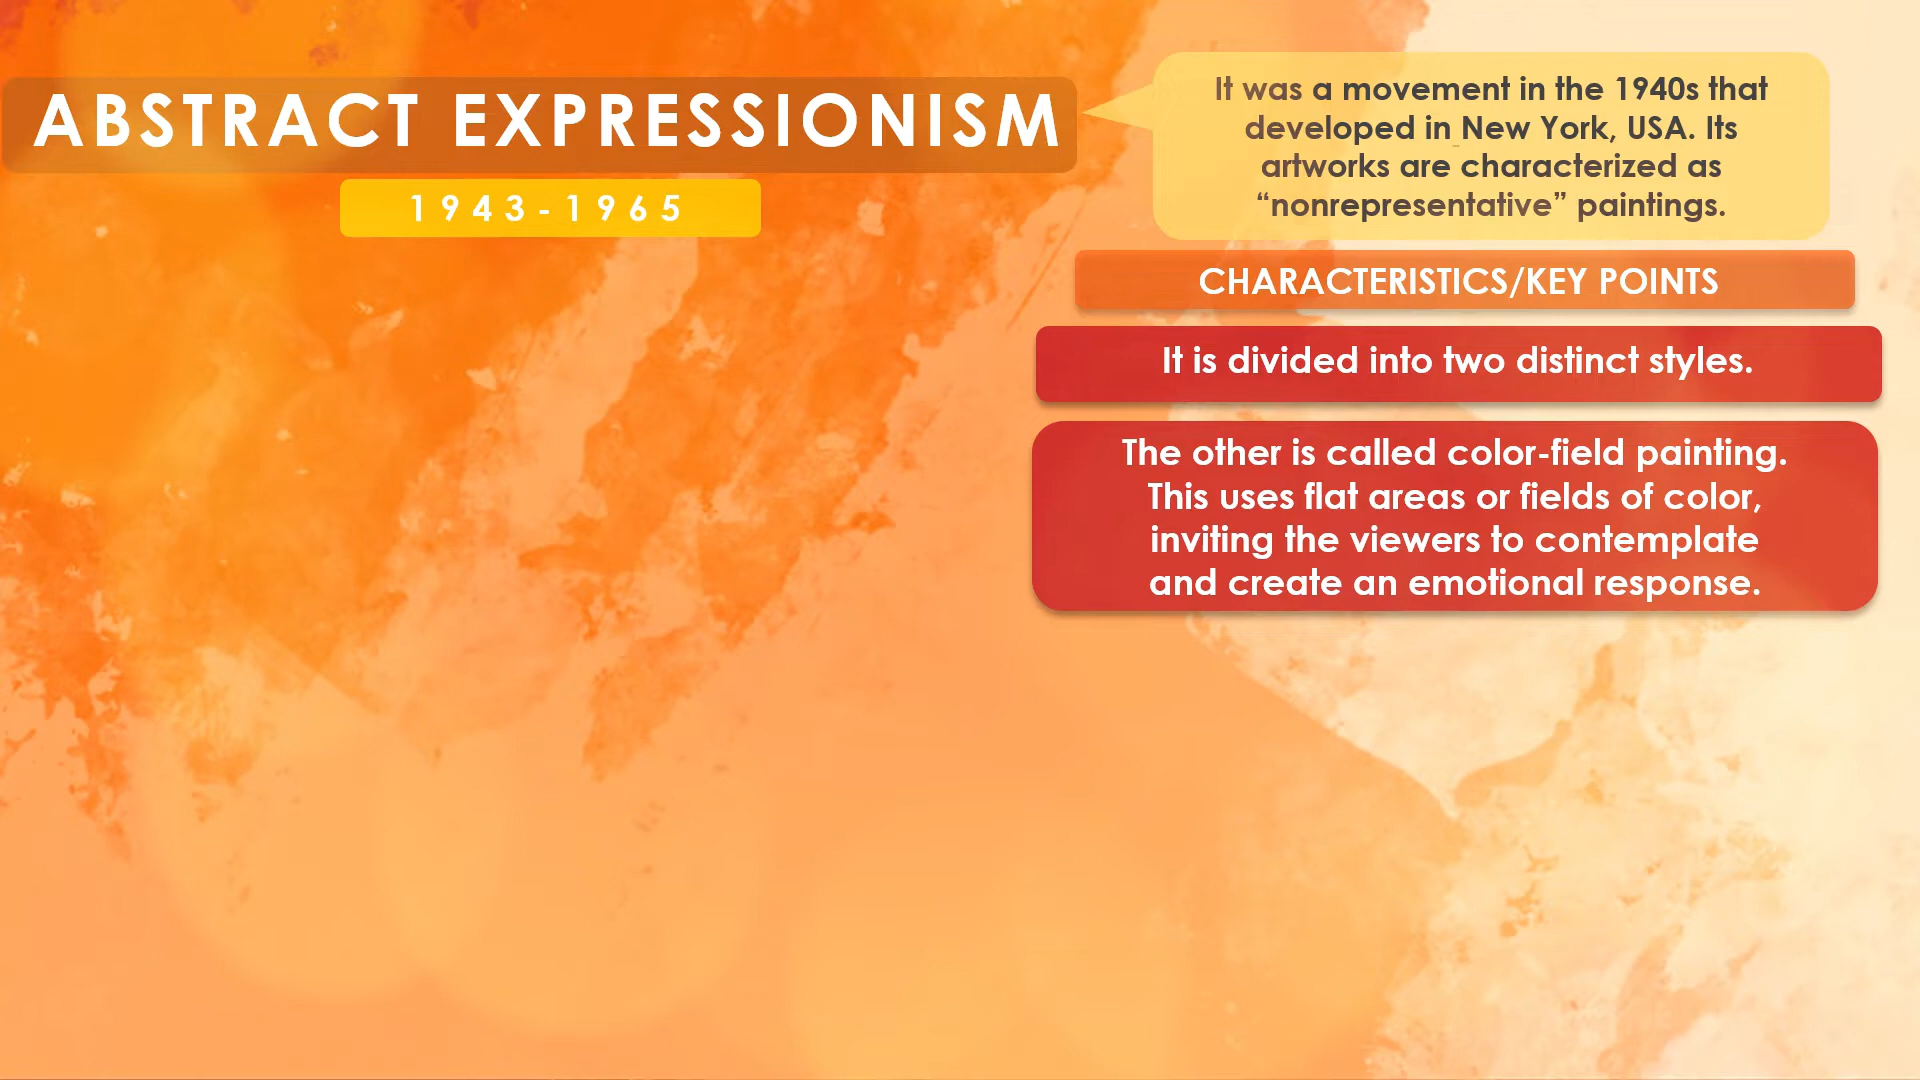 ABSTRACT EXPRESSIONISM
1943-1965
It was a movement in the 1940s that
developed in New York, USA. Its
artworks are characterized as
“nonrepresentative” paintings.
CHARACTERISTICS/KEY POINTS
It is divided into two distinct styles.
The other is called color-field painting.
This uses flat areas or fields of color,
inviting the viewers to contemplate
and create an emotional response.